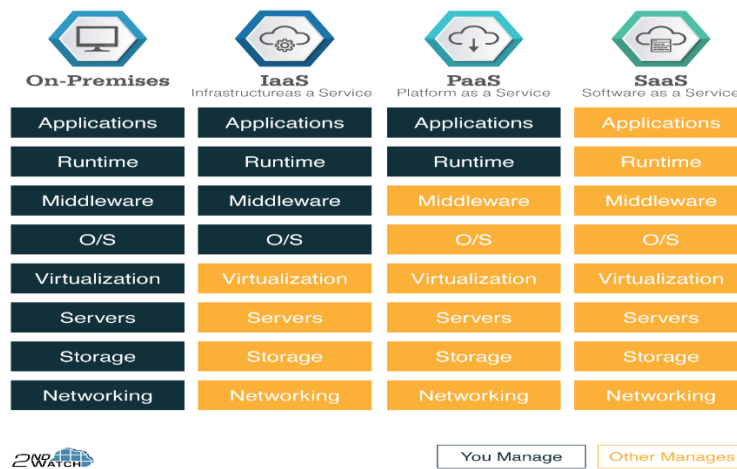 On-Premises
IaaS
Infrastructureas a Service
PaaS
Platform as a Service
SaaS
Software as a Service
Applications
Applications
Applications
Applications
Runtime
Runtime
Runtime
Runtime
Middleware
Middleware
Middleware
Middleware
O/S
O/S
O/S
O/S
Virtualization
Virtualization
Virtualization
Virtualization
Servers
Servers
Servers
Servers
Storage
Storage
Storage
Storage
Networking
Networking
Networking
Networking
2ND WATCH
You Manage
Other Manages